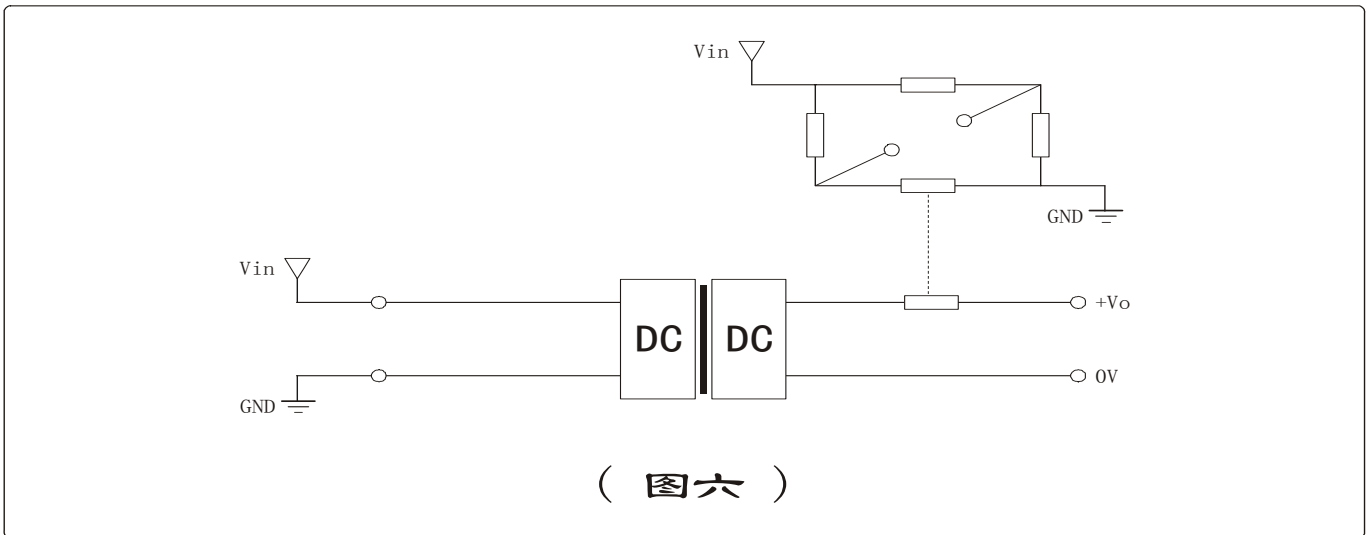 Vin
GND
Vin
DC DC
+Vo
0V
GND
( 图六 )